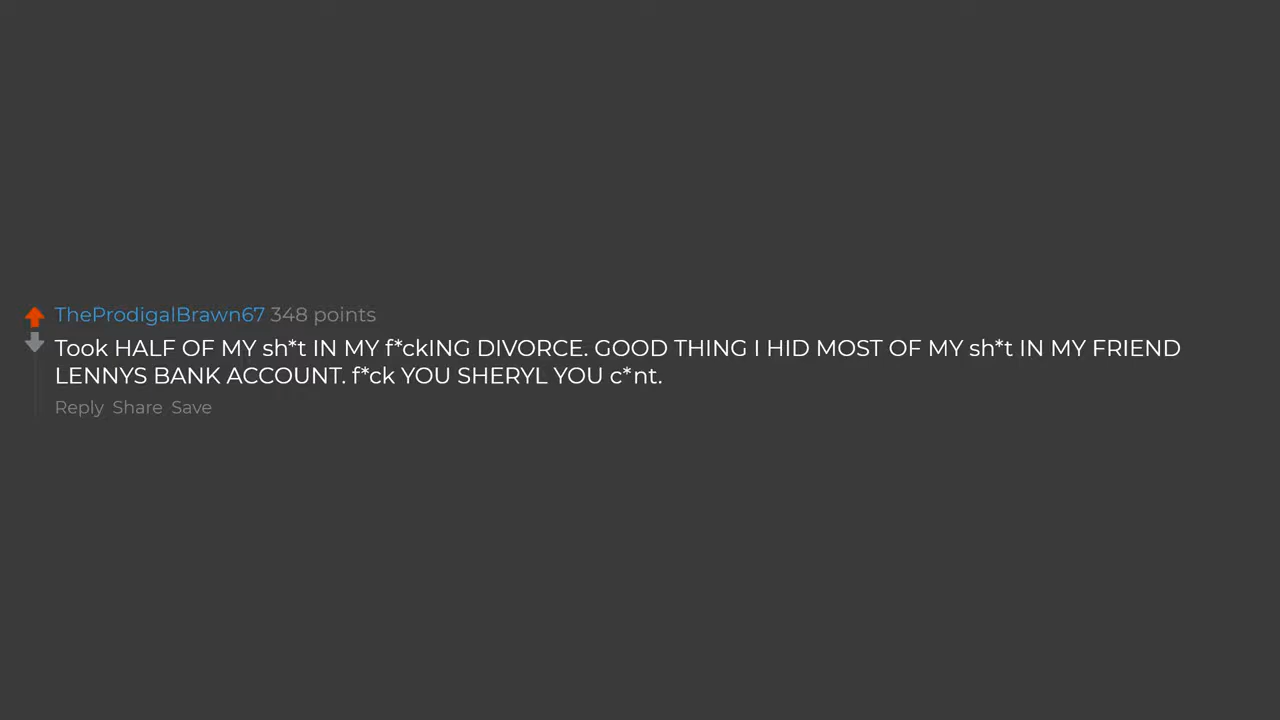 TheProdigalBrawn67 348 points
Took HALF OF MY sh*t IN MY f*ckING DIVORCE. GOOD THING I HID MOST OF MY sh*t IN MY FRIEND
LENNYS BANK ACCOUNT. f*ck YOU SHERYL YOU c*nt.
Reply Share Save